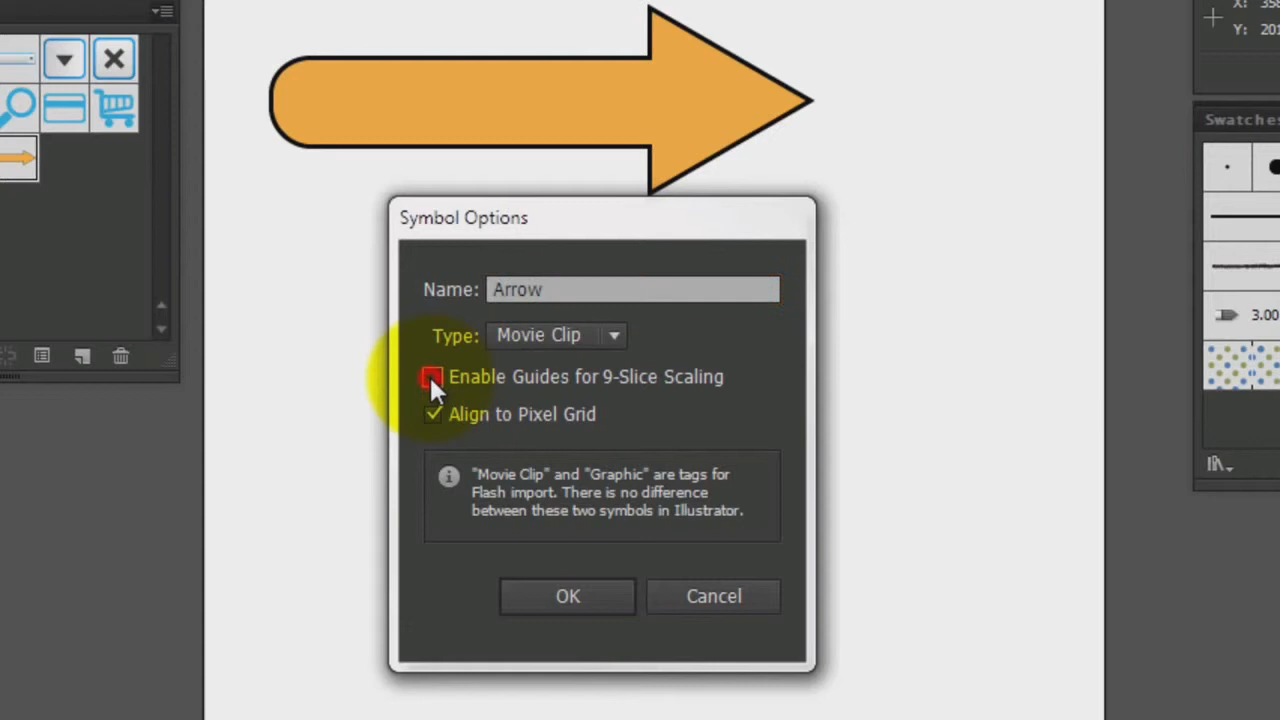 X: 358
Y: 201
Swatches
Symbol Options
Name: Arrow
Type: Movie Clip
Enable Guides for 9-Slice Scaling
Align to Pixel Grid
3.00
"Movie Clip" and "Graphic" are tags for
Flash import. There is no difference
between these two symbols in Illustrator.
OK Cancel